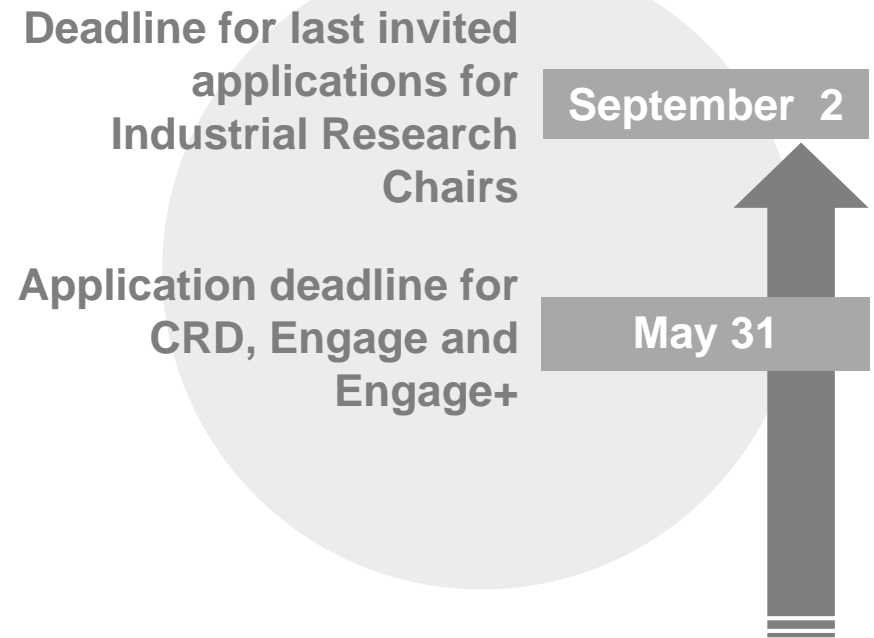 Deadline for last invited
applications for
Industrial Research
Chairs
September 2
Application deadline for
CRD, Engage and
Engage+
May 31